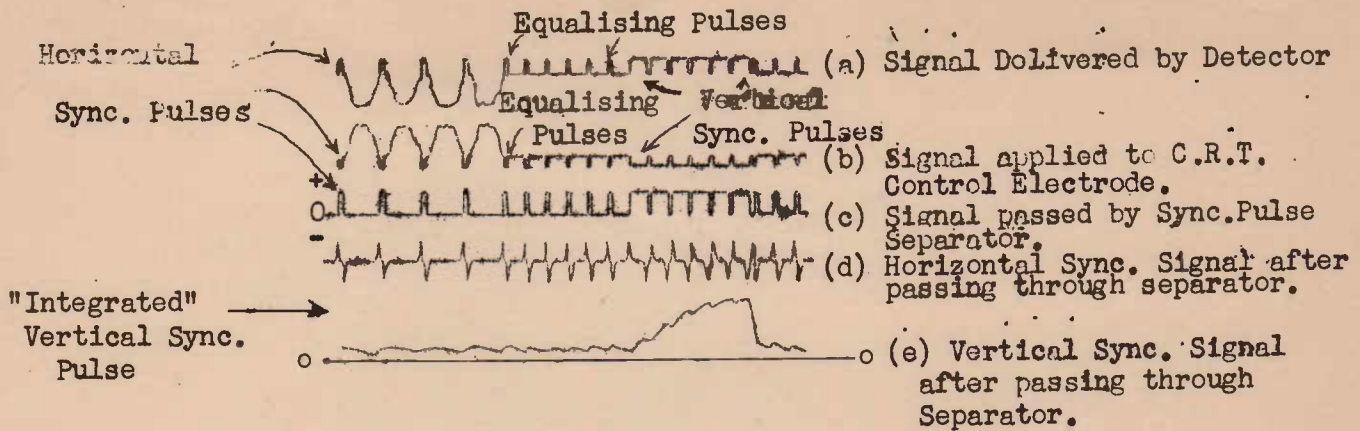 Equalising Pulses
Horizontal
(a) Signal Dolivered by Detector
Sync. Pulses
Equalising
Pulses
Vertical
Sync. Pulses
(b) Signal applied to C.R.T.
Control Electrode.
+
O
-
(c) Signal passed by Sync.Pulse
Separator.
(d) Horizontal Sync. Signal after
passing through separator.
"Integrated"
Vertical Sync.
Pulse
O
O
(e) Vertical Sync. Signal
after passing through
Separator.